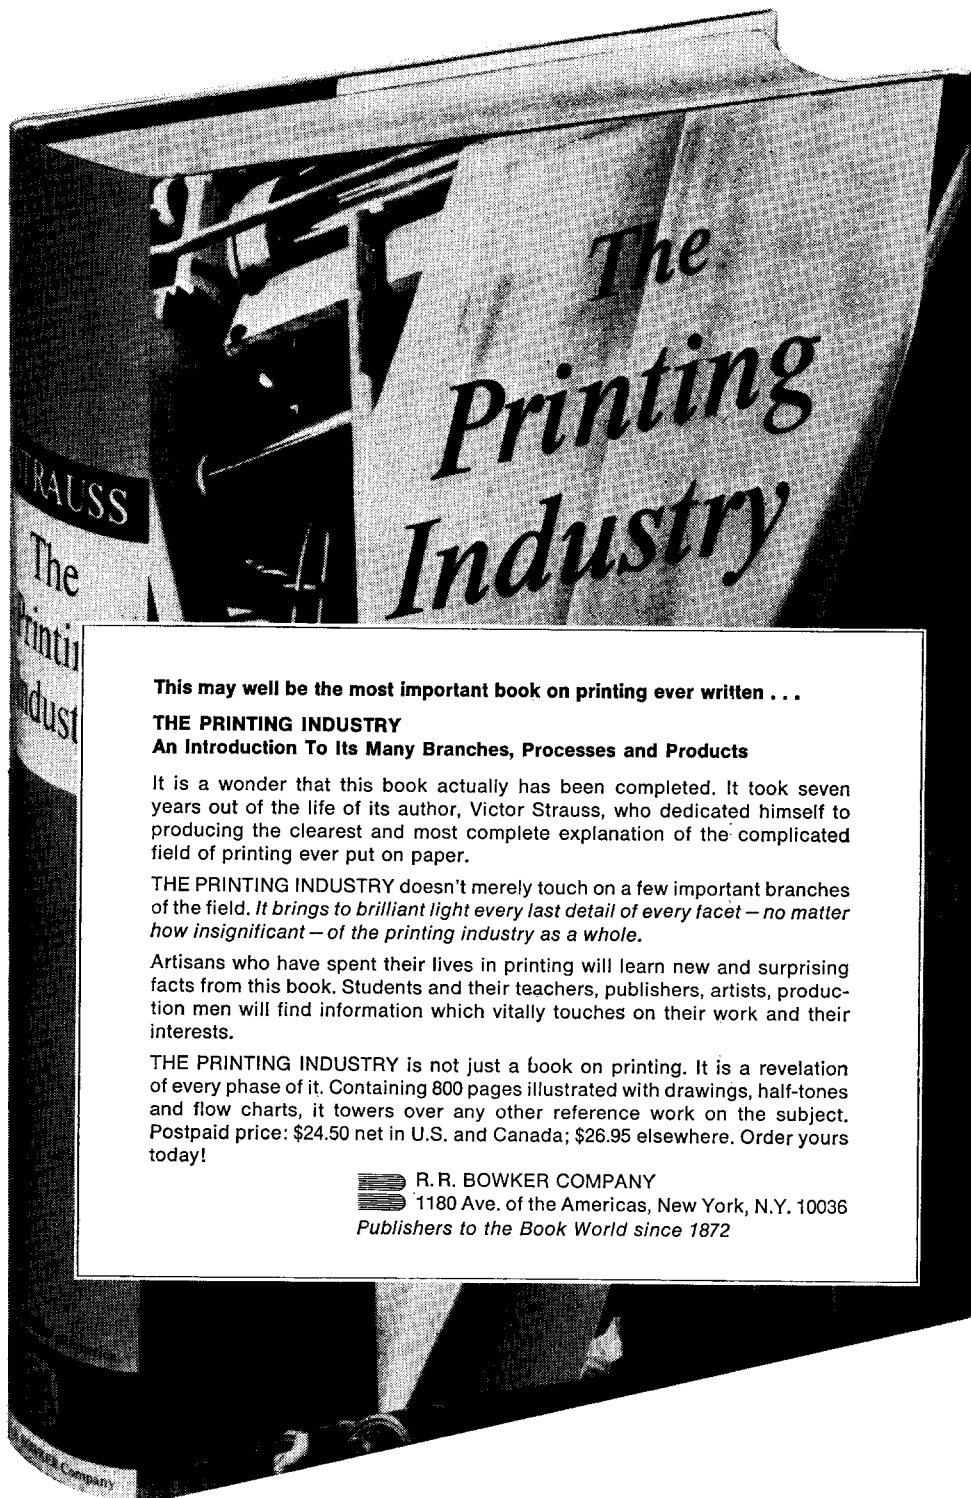 The
Printing
Industry
TRAUSS
The
Printin
ndust
This may well be the most important book on printing ever written . . .
THE PRINTING INDUSTRY
An Introduction To Its Many Branches, Processes and Products
It is a wonder that this book actually has been completed. It took seven
years out of the life of its author, Victor Strauss, who dedicated himself to
producing the clearest and most complete explanation of the complicated
field of printing ever put on paper.
THE PRINTING INDUSTRY doesn't merely touch on a few important branches
of the field. It brings to brilliant light every last detail of every facet — no matter
how insignificant — of the printing industry as a whole.
Artisans who have spent their lives in printing will learn new and surprising
facts from this book. Students and their teachers, publishers, artists, produc-
tion men will find information which vitally touches on their work and their
interests.
THE PRINTING INDUSTRY is not just a book on printing. It is a revelation
of every phase of it. Containing 800 pages illustrated with drawings, half-tones
and flow charts, it towers over any other reference work on the subject.
Postpaid price: $24.50 net in U.S. and Canada; $26.95 elsewhere. Order yours
today!
R. R. BOWKER COMPANY
1180 Ave. of the Americas, New York, N.Y. 10036
Publishers to the Book World since 1872
Company